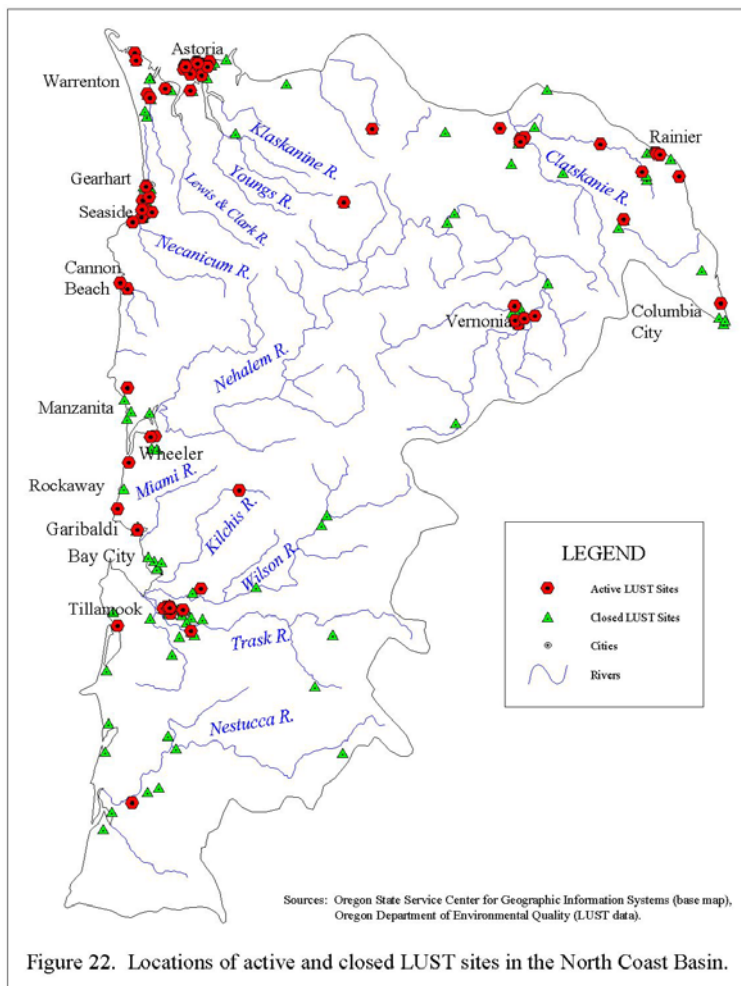 Astoria
Warrenton
Klaskanine R.
Rainier
Clatskanie R.
Youngs R.
Gearhart
Lewis & Clark R.
Seaside
Necanicum R.
Cannon
Beach
Columbia
City
Vernonia
Nehalem R.
Manzanita
Wheeler
Miami R.
Rockaway
Kilchis R.
Garibaldi
Bay City
Wilson R.
Tillamook
Trask R.
Nestucca R.
LEGEND
Active LUST Sites
Closed LUST Sites
Cities
Rivers
Sources: Oregon State Service Center for Geographic Information Systems (base map),
Oregon Department of Environmental Quality (LUST data).
Figure 22. Locations of active and closed LUST sites in the North Coast Basin.